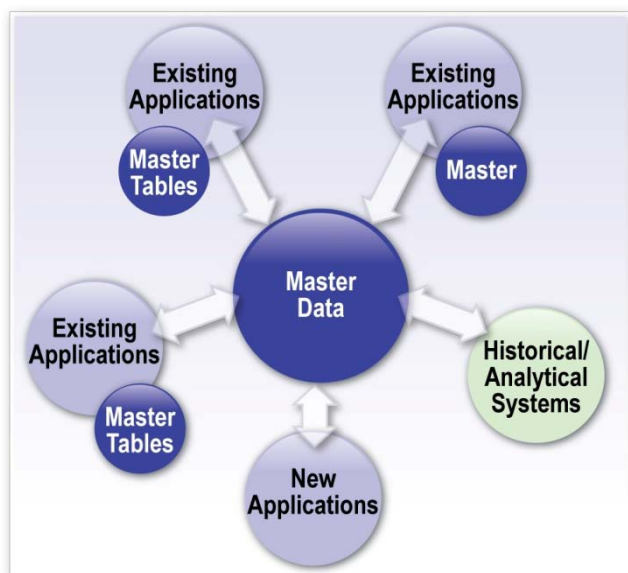 Existing
Applications
Master
Tables
Existing
Applications
Master
Master
Data
Existing
Applications
Master
Tables
Historical/
Analytical
Systems
New
Applications